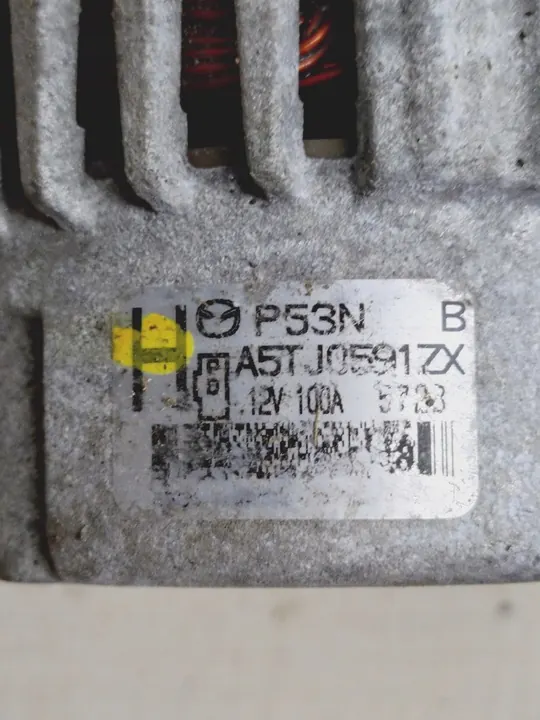 H P53N B
A5TJ0591ZX
P D
12V 100A